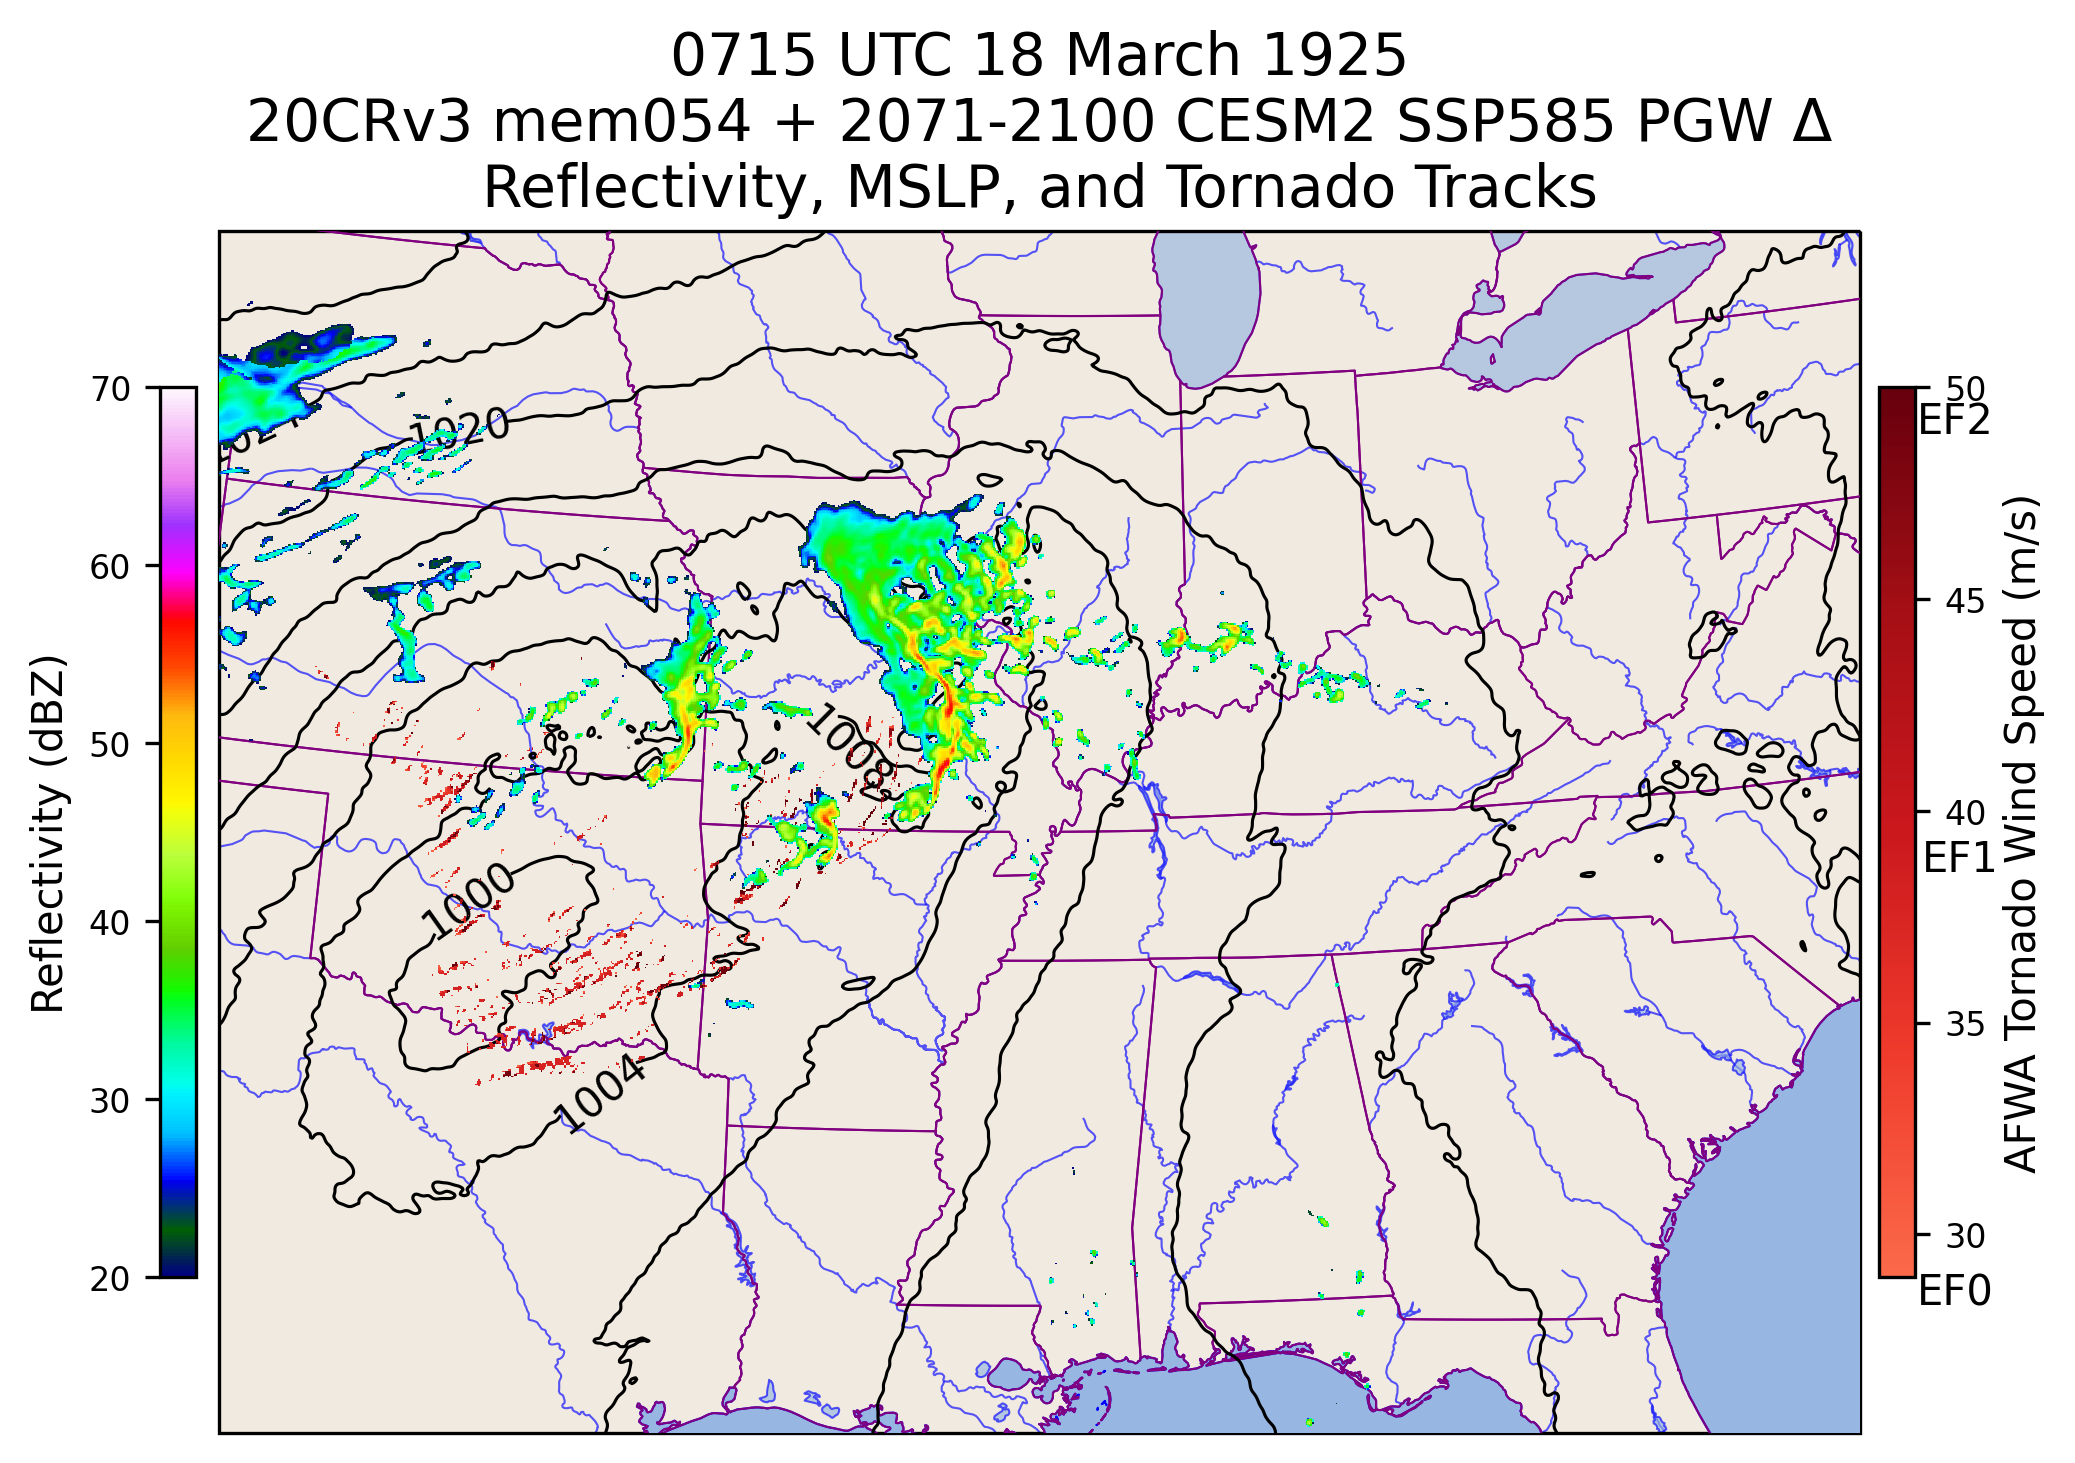 0715 UTC 18 March 1925
20CRv3 mem054 + 2071-2100 CESM2 SSP585 PGW Δ
Reflectivity, MSLP, and Tornado Tracks
70
60
50
40
30
20
Reflectivity (dBZ)
1020
1008
1000
1004
50
EF2
45
40
EF1
35
30
EF0
AFWA Tornado Wind Speed (m/s)